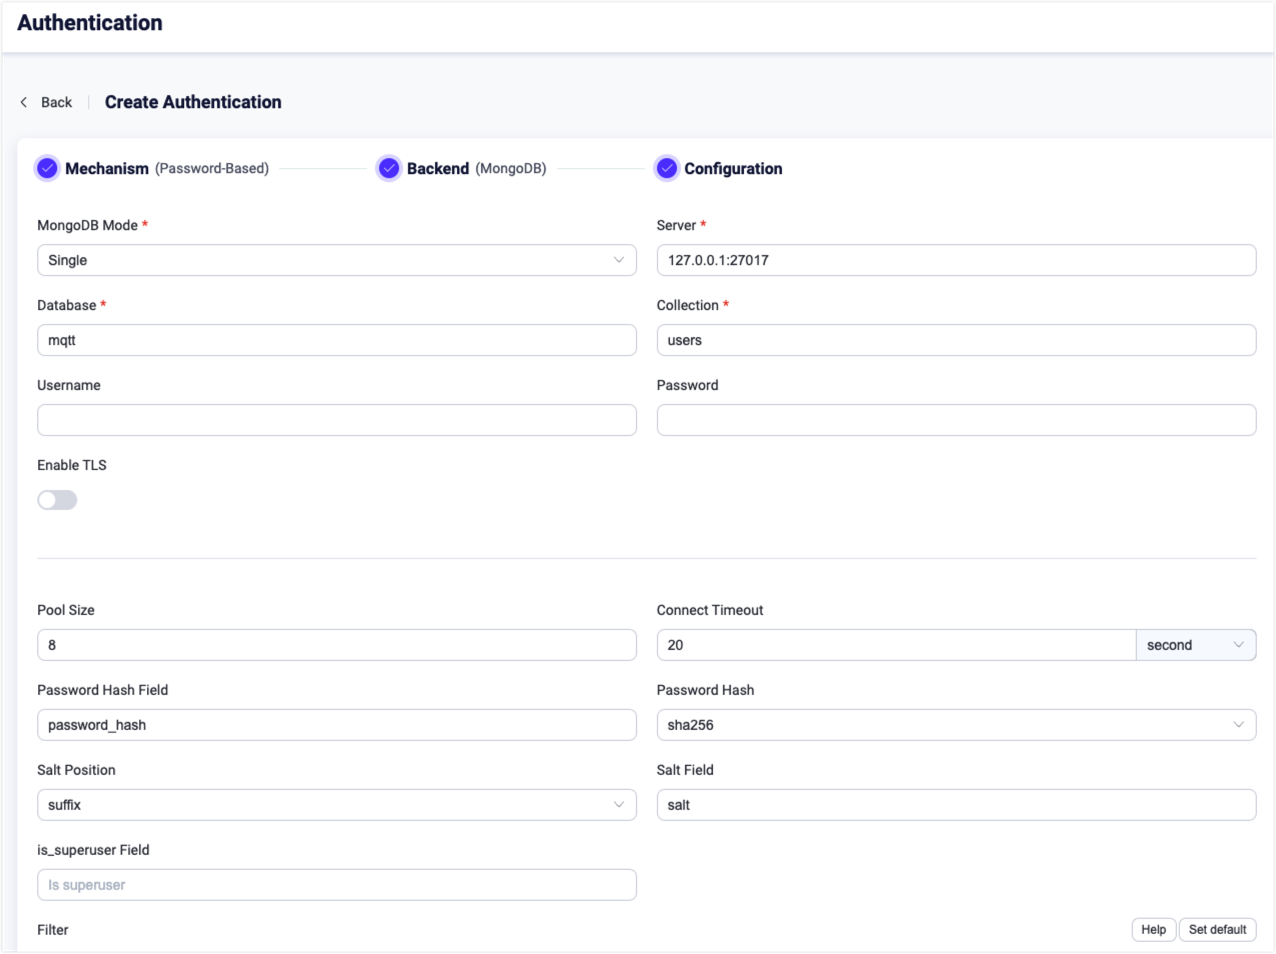 Authentication
Back Create Authentication
Mechanism (Password-Based) Backend (MongoDB) Configuration
MongoDB Mode * Server *
Single 127.0.0.1:27017
Database * Collection *
mqtt users
Username Password
Enable TLS
Pool Size Connect Timeout
8 20 second
Password Hash Field Password Hash
password_hash sha256
Salt Position Salt Field
suffix salt
is_superuser Field
Is superuser
Filter Help Set default